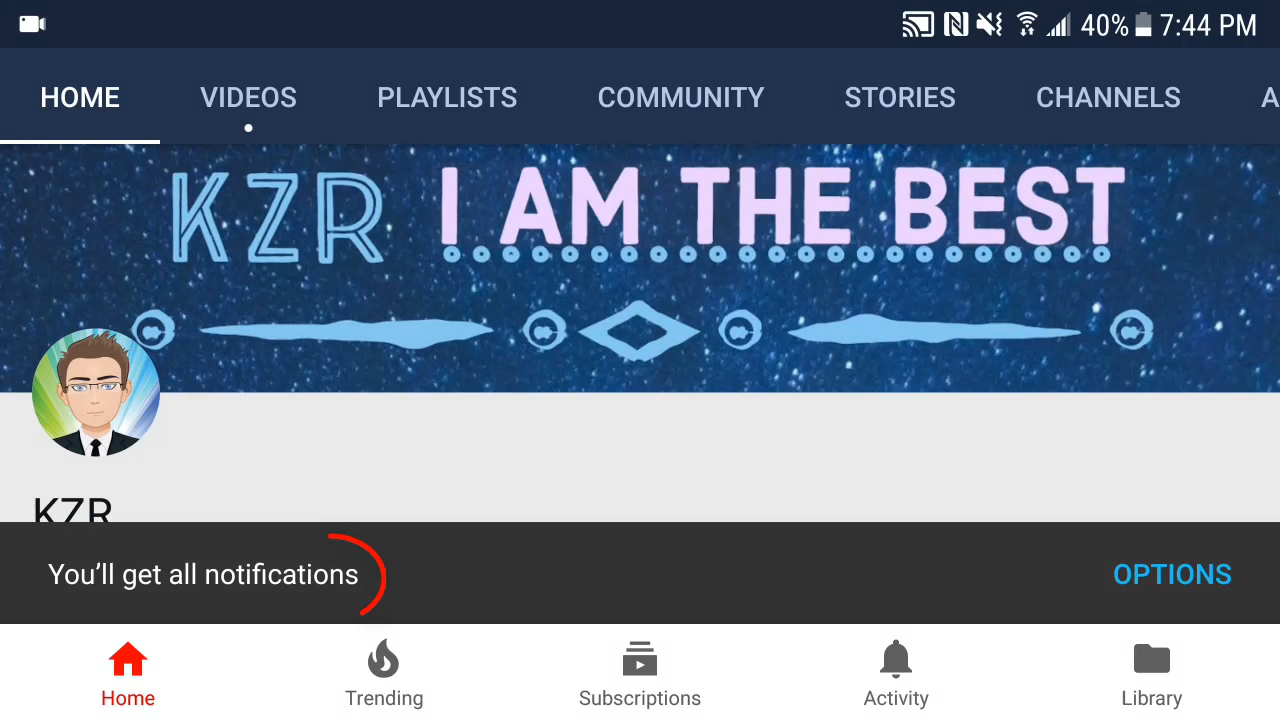 40% 7:44 PM
HOME VIDEOS PLAYLISTS COMMUNITY STORIES CHANNELS A
KZR I AM THE BEST
KZR
You'll get all notifications OPTIONS
Home Trending Subscriptions Activity Library